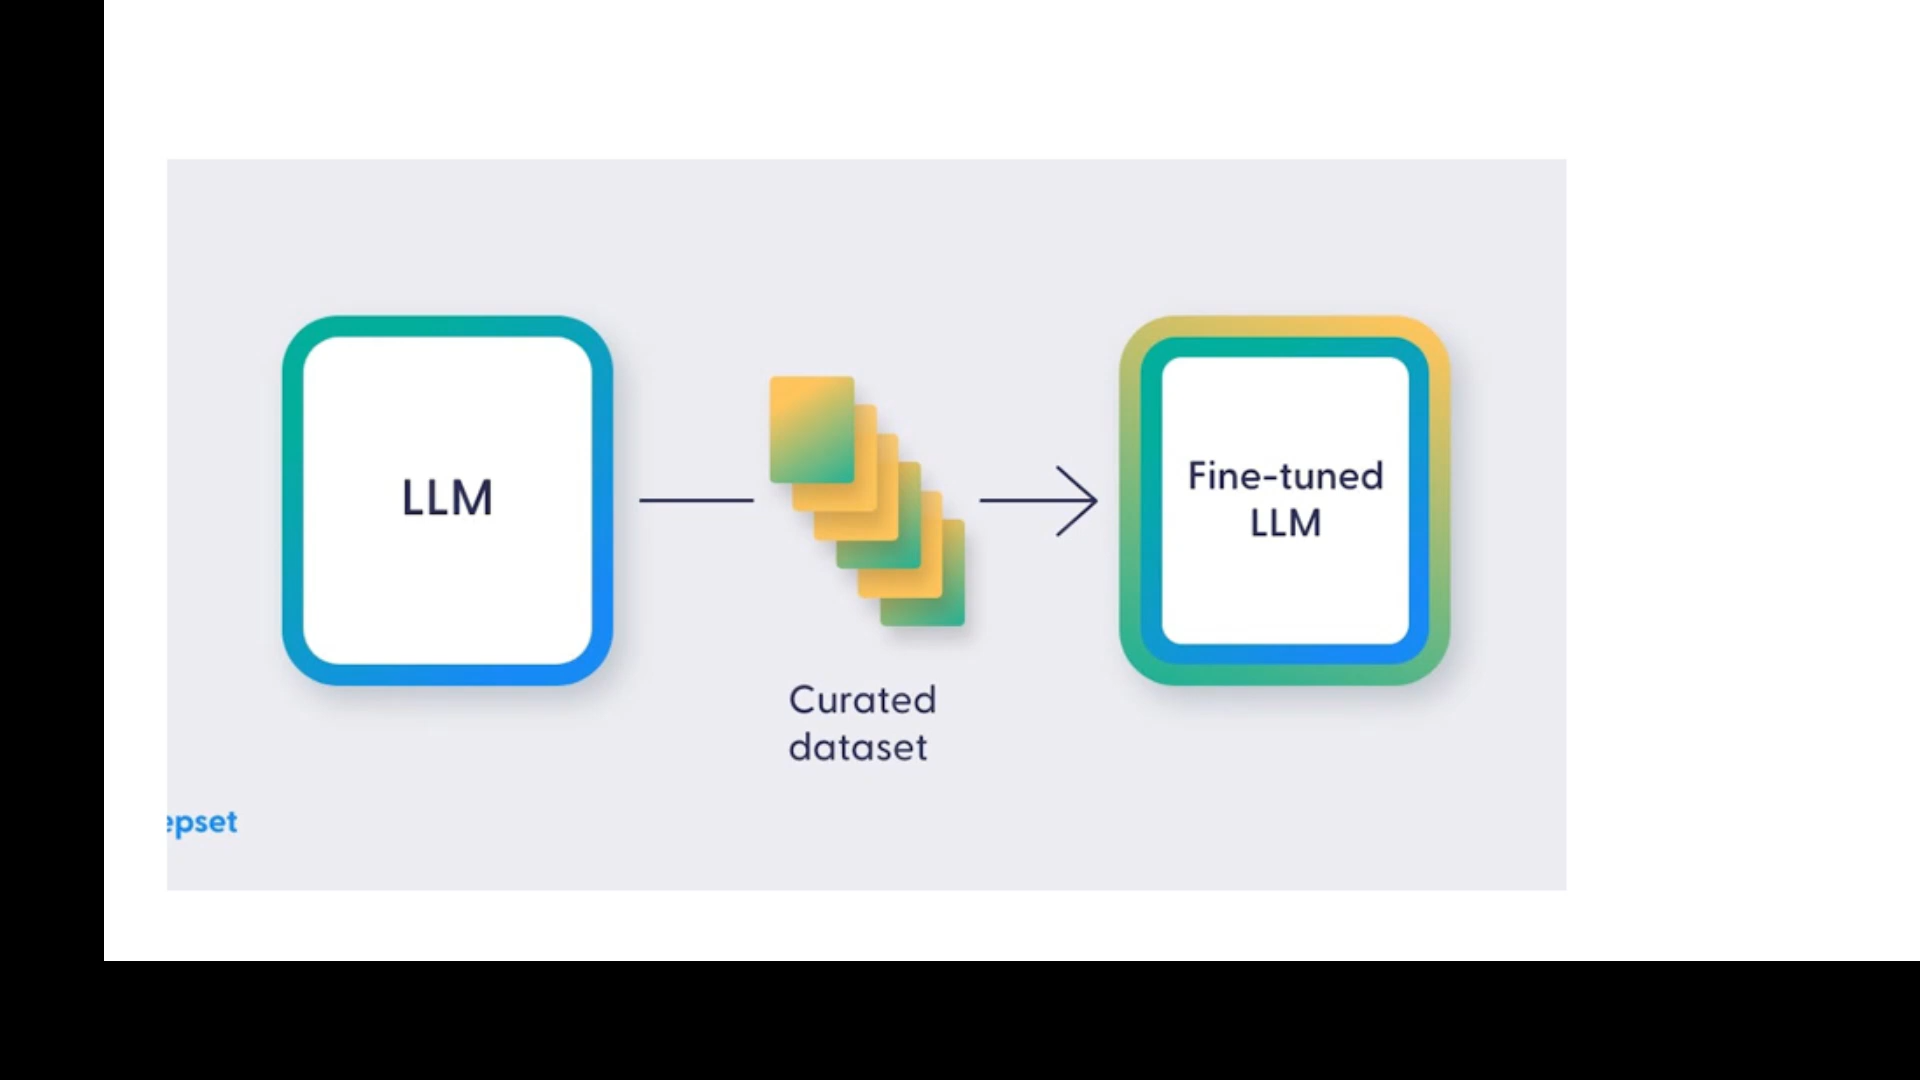 LLM
Curated
dataset
Fine-tuned
LLM
epset